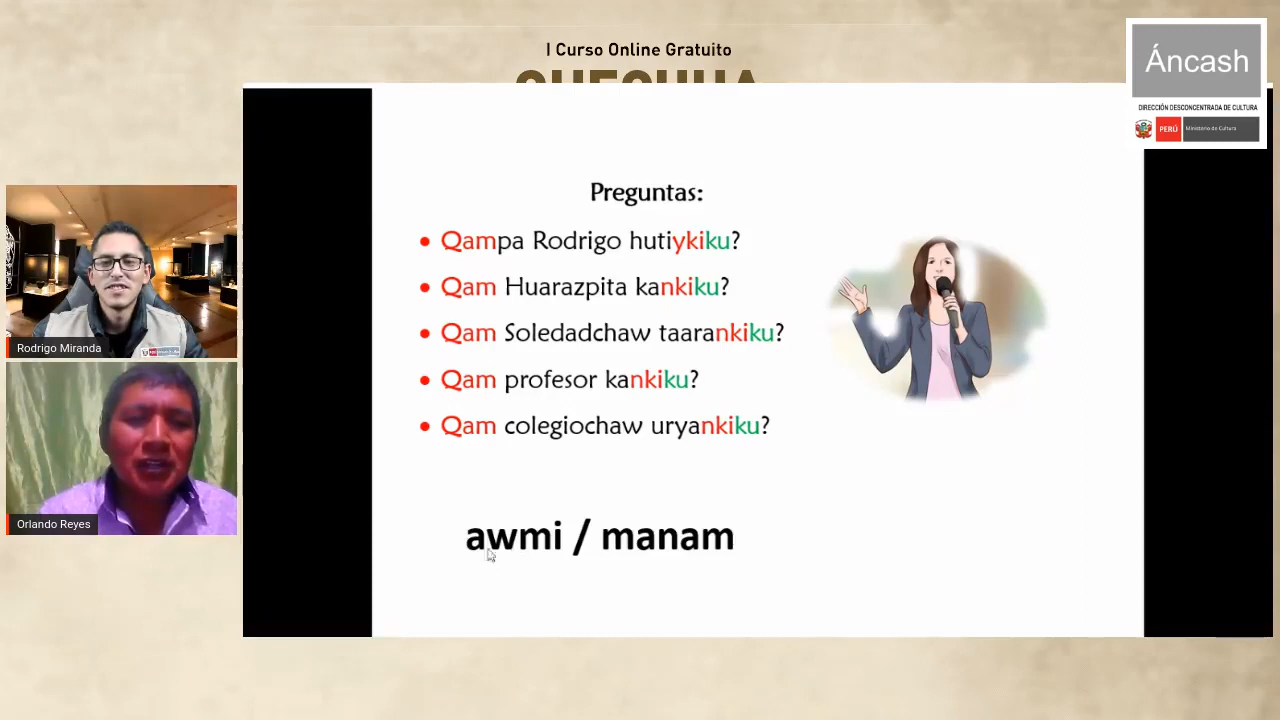 I Curso Online Gratuito
QUECHUA
Áncash
DIRECCIÓN DESCONCENTRADA DE CULTURA
PERÚ
Ministerio de Cultura
Preguntas:
• Qampa Rodrigo hutiykiku?
• Qam Huarazpita kankiku?
• Qam Soledadchaw taarankiku?
• Qam profesor kankiku?
• Qam colegiochaw uryankiku?
awmi / manam
Rodrigo Miranda
Orlando Reyes